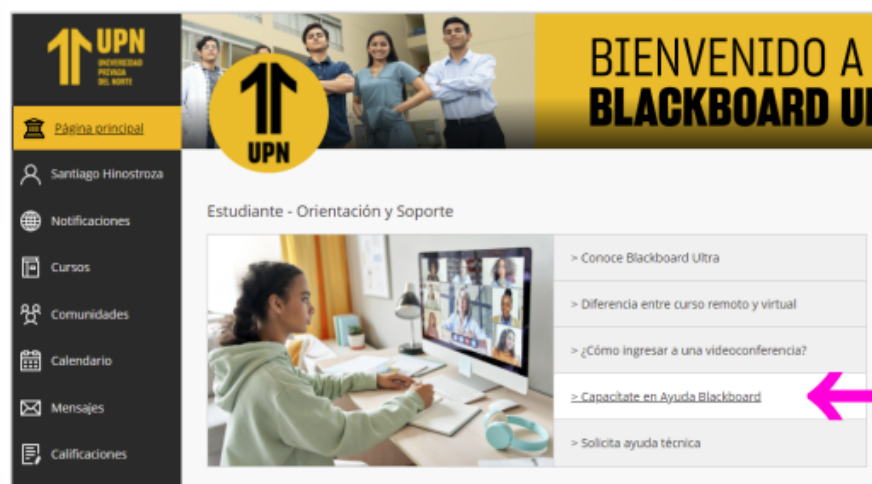 UPN
UNIVERSIDAD
PRIVADA
DEL NORTE
BIENVENIDO A
BLACKBOARD UL
UPN
Página principal
Santiago Hinostroza
Notificaciones
Cursos
Comunidades
Calendario
Mensajes
Calificaciones
Estudiante - Orientación y Soporte
> Conoce Blackboard Ultra
> Diferencia entre curso remoto y virtual
> ¿Cómo ingresar a una videoconferencia?
> Capacítate en Ayuda Blackboard
> Solicita ayuda técnica